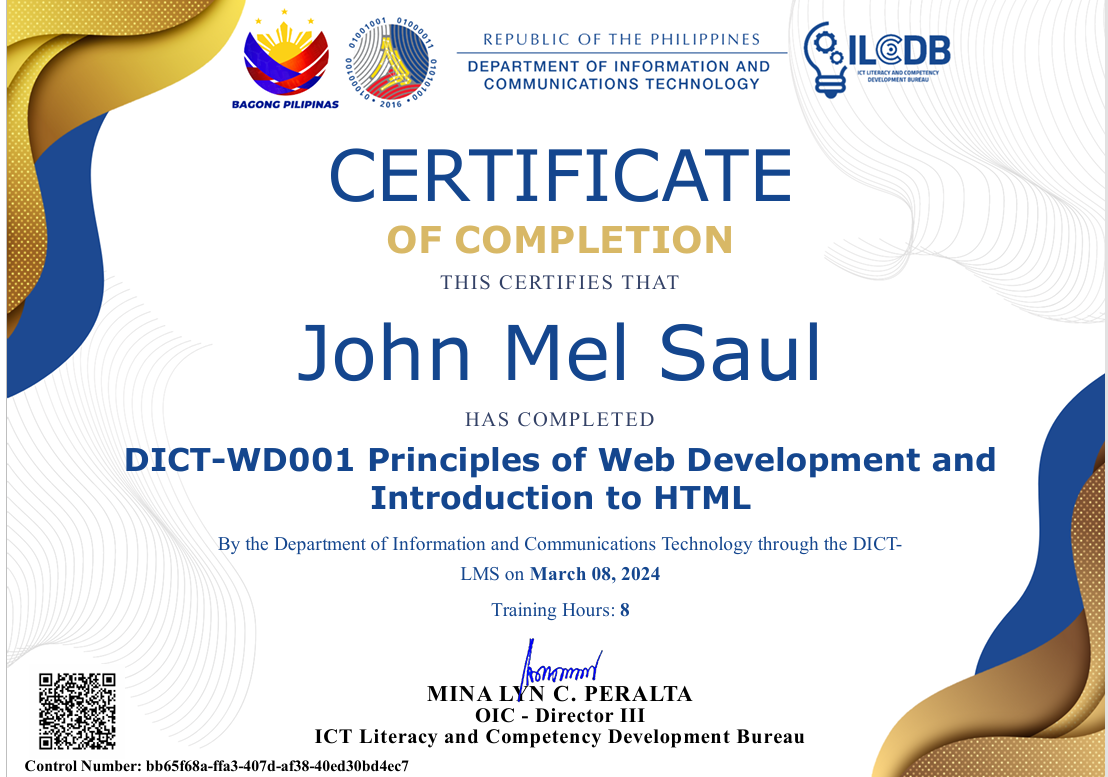 BAGONG PILIPINAS
01001001 01000011 01010100 01000100
• 2016 •
REPUBLIC OF THE PHILIPPINES
DEPARTMENT OF INFORMATION AND
COMMUNICATIONS TECHNOLOGY
ILCDB
ICT LITERACY AND COMPETENCY
DEVELOPMENT BUREAU
CERTIFICATE
OF COMPLETION
THIS CERTIFIES THAT
John Mel Saul
HAS COMPLETED
DICT-WD001 Principles of Web Development and
Introduction to HTML
By the Department of Information and Communications Technology through the DICT-
LMS on March 08, 2024
Training Hours: 8
MINA LYN C. PERALTA
OIC - Director III
ICT Literacy and Competency Development Bureau
Control Number: bb65f68a-ffa3-407d-af38-40ed30bd4ec7